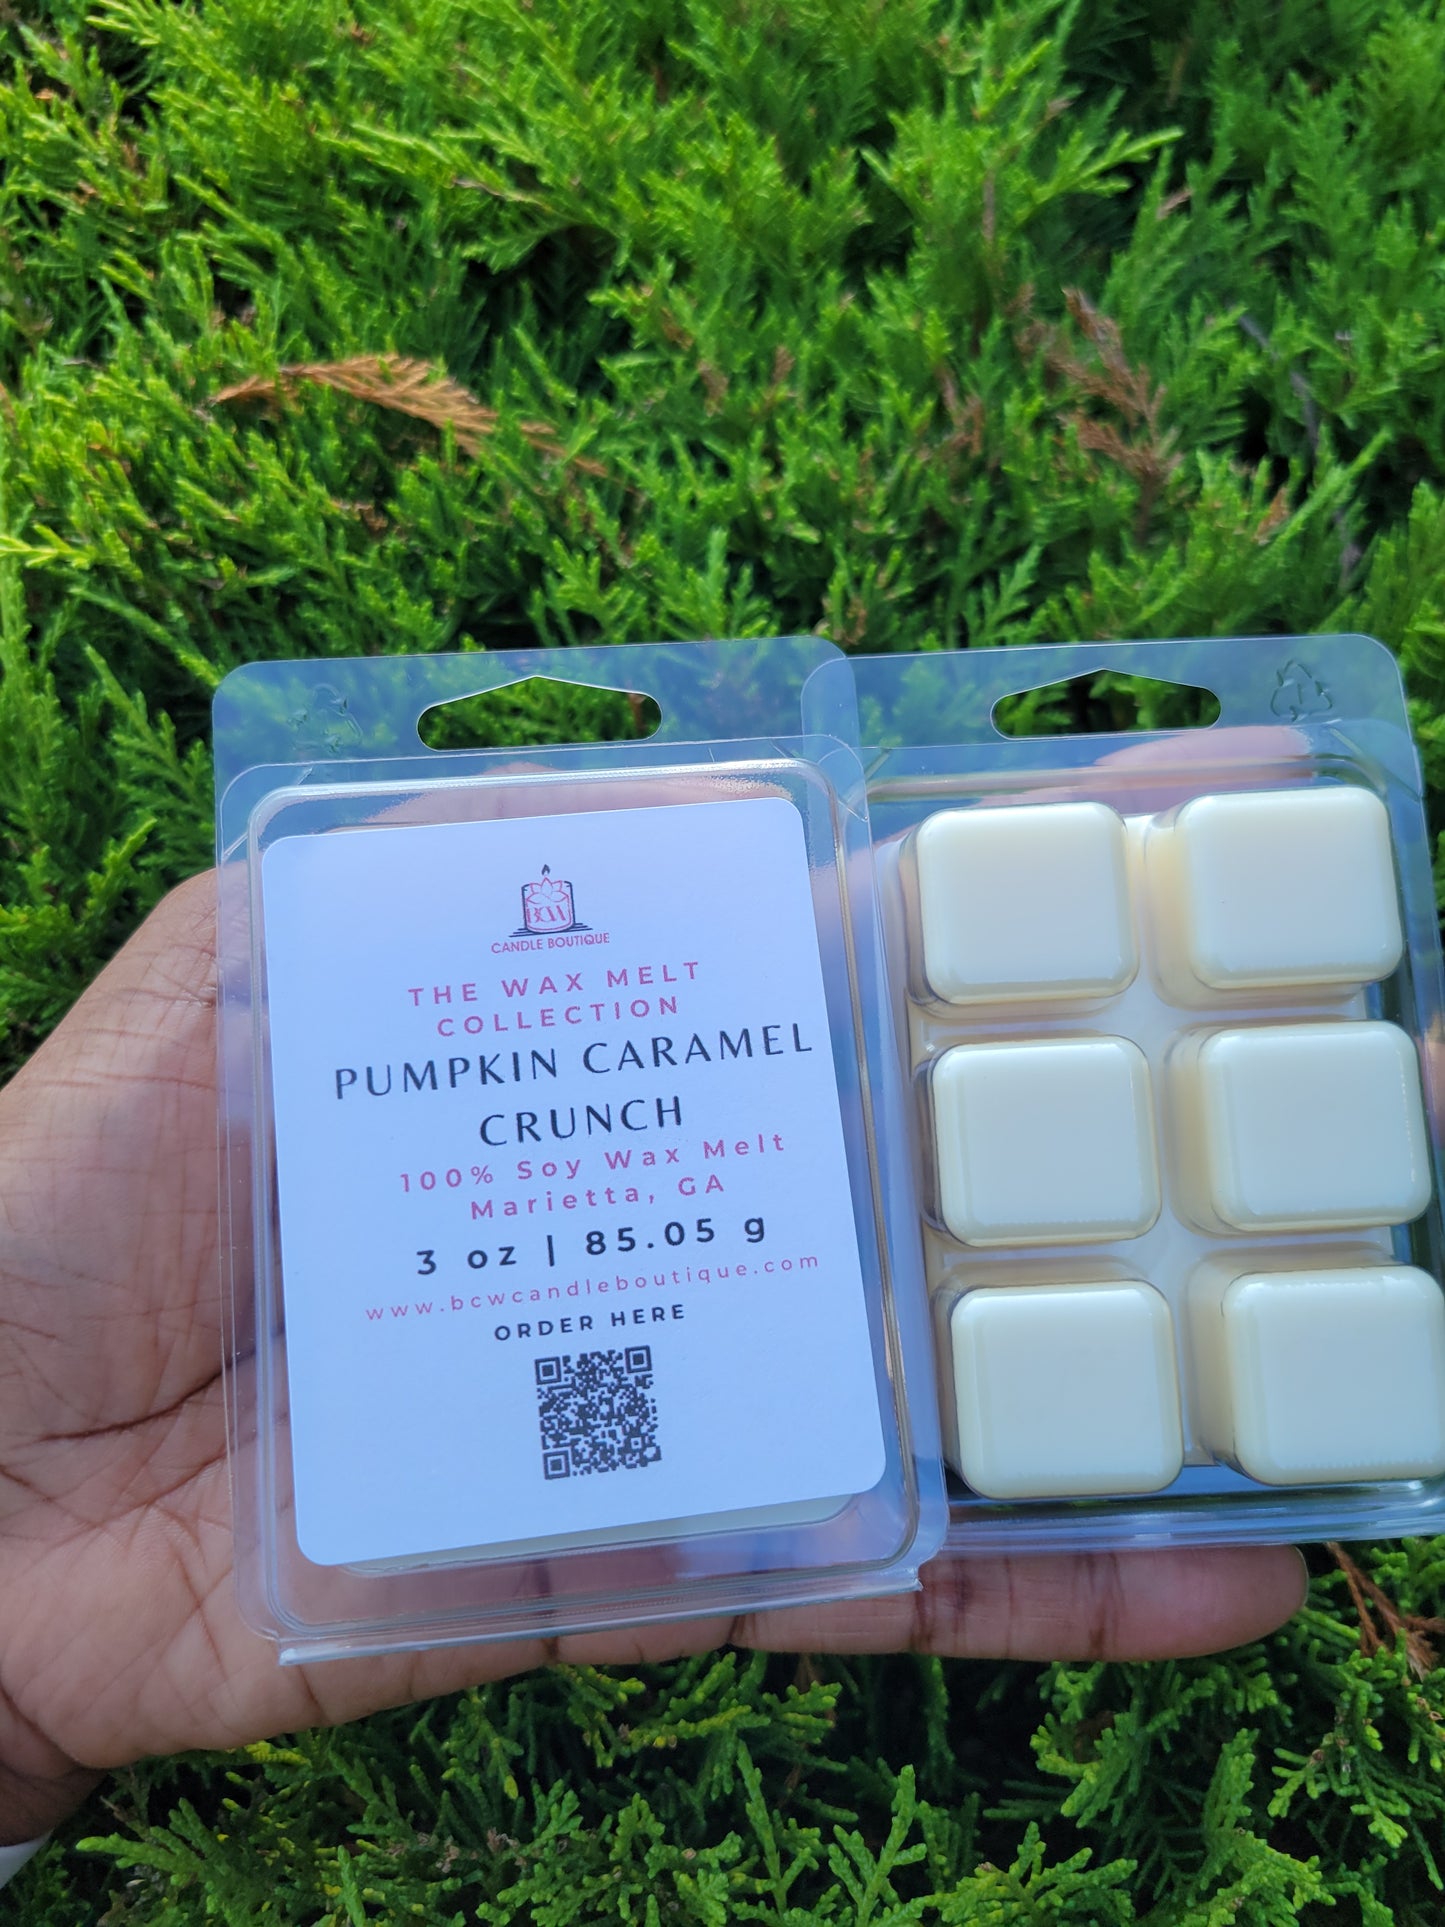 BCW
CANDLE BOUTIQUE
THE WAX MELT
COLLECTION
PUMPKIN CARAMEL
CRUNCH
100% Soy Wax Melt
Marietta, GA
3 oz | 85.05 g
www.bcwcandleboutique.com
ORDER HERE
1